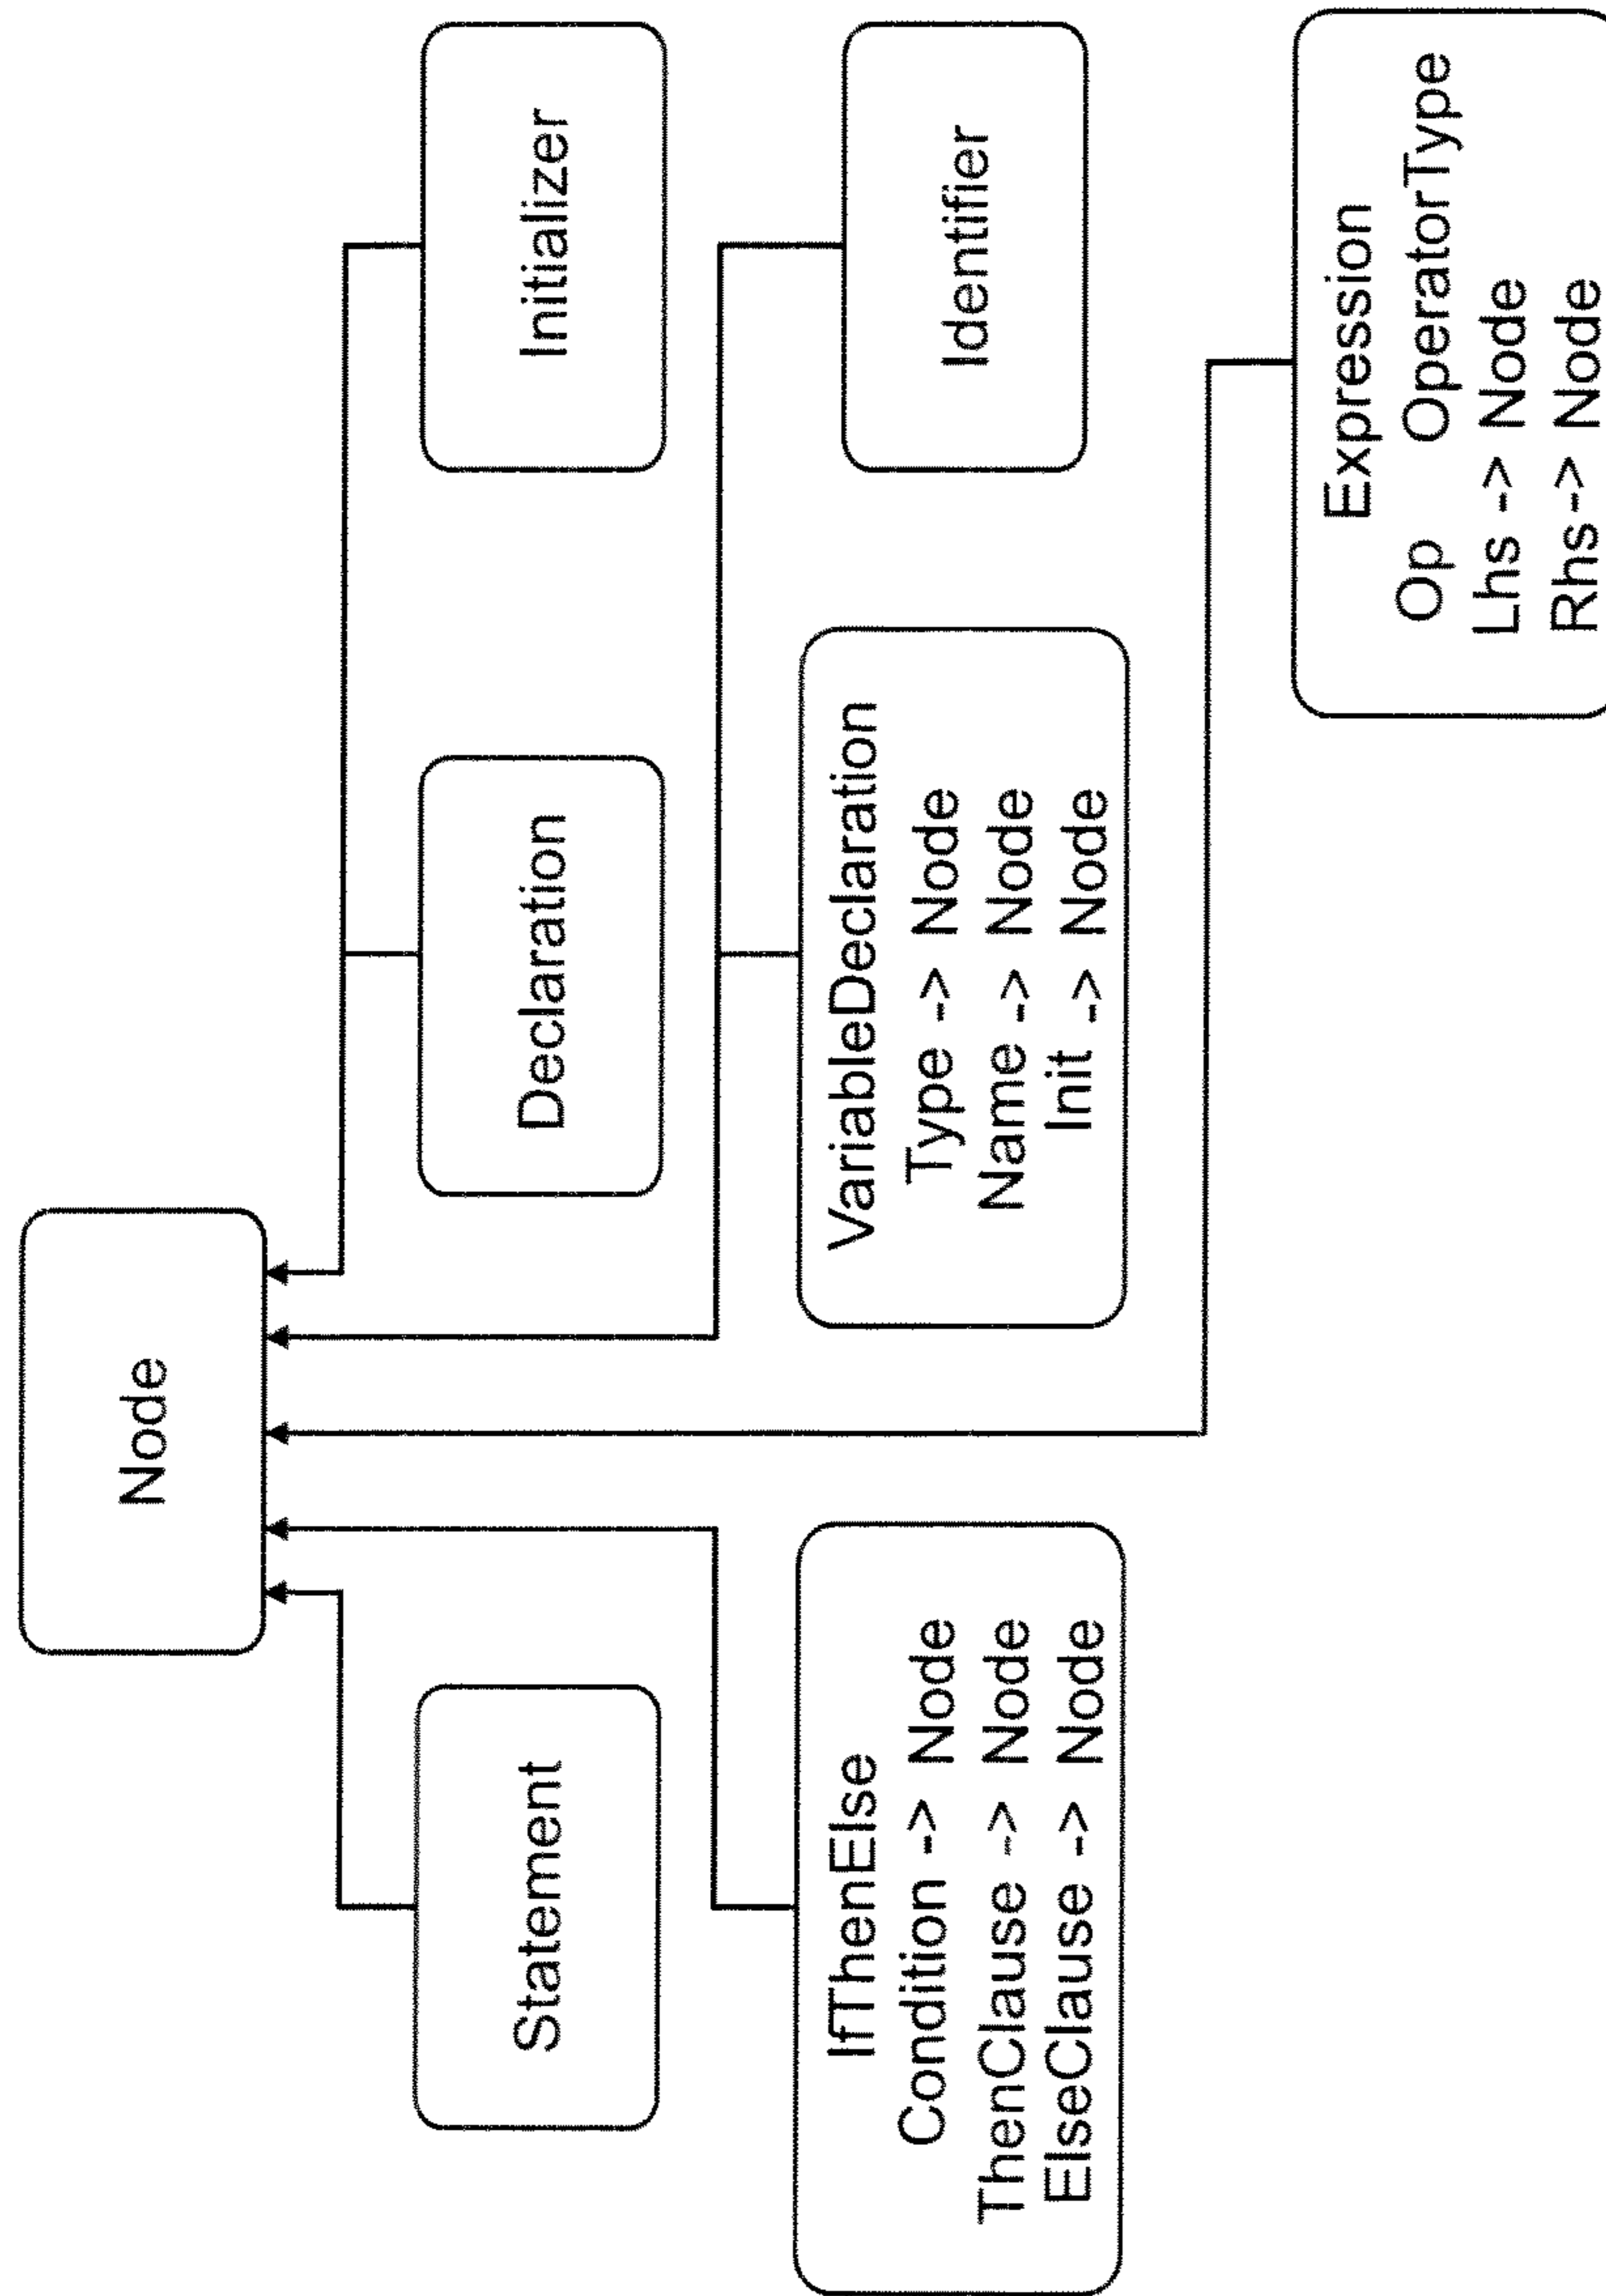 Node
Statement
Declaration
Initializer
IfThenElse
Condition -> Node
ThenClause -> Node
ElseClause -> Node
VariableDeclaration
Type -> Node
Name -> Node
Init -> Node
Identifier
Expression
Op OperatorType
Lhs -> Node
Rhs -> Node